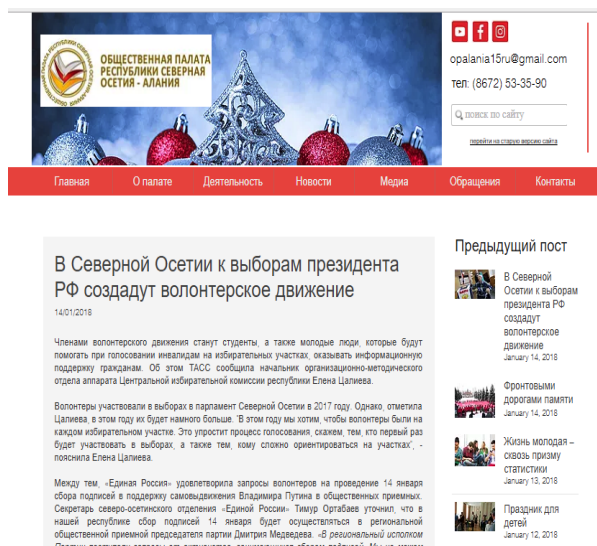 ОБЩЕСТВЕННАЯ ПАЛАТА
РЕСПУБЛИКИ СЕВЕРНАЯ
ОСЕТИЯ - АЛАНИЯ
opalania15ru@gmail.com
тел: (8672) 53-35-90
поиск по сайту
перейти на старую версию сайта
Главная О палате Деятельность Новости Медиа Обращения Контакты
В Северной Осетии к выборам президента
РФ создадут волонтерское движение
14/01/2018
Членами волонтерского движения станут студенты, а также молодые люди, которые будут
помогать при голосовании инвалидам на избирательных участках, оказывать информационную
поддержку гражданам. Об этом ТАСС сообщила начальник организационно-методического
отдела аппарата Центральной избирательной комиссии республики Елена Цалиева.
Волонтеры участвовали в выборах в парламент Северной Осетии в 2017 году. Однако, отметила
Цалиева, в этом году их будет намного больше. "В этом году мы хотим, чтобы волонтеры были на
каждом избирательном участке. Это упростит процесс голосования, скажем, тем, кто первый раз
будет участвовать в выборах, а также тем, кому сложно ориентироваться на участках", -
пояснила Елена Цалиева.
Между тем, «Единая Россия» удовлетворила запросы волонтеров на проведение 14 января
сбора подписей в поддержку самовыдвижения Владимира Путина в общественных приемных.
Секретарь северо-осетинского отделения «Единой России» Тимур Ортабаев уточнил, что в
нашей республике сбор подписей 14 января будет осуществляться в региональной
общественной приемной председателя партии Дмитрия Медведева. «В региональный исполком
Предыдущий пост
В Северной
Осетии к выборам
президента РФ
создадут
волонтерское
движение
January 14, 2018
Фронтовыми
дорогами памяти
January 14, 2018
Жизнь молодая –
сквозь призму
статистики
January 13, 2018
Праздник для
детей
January 12, 2018